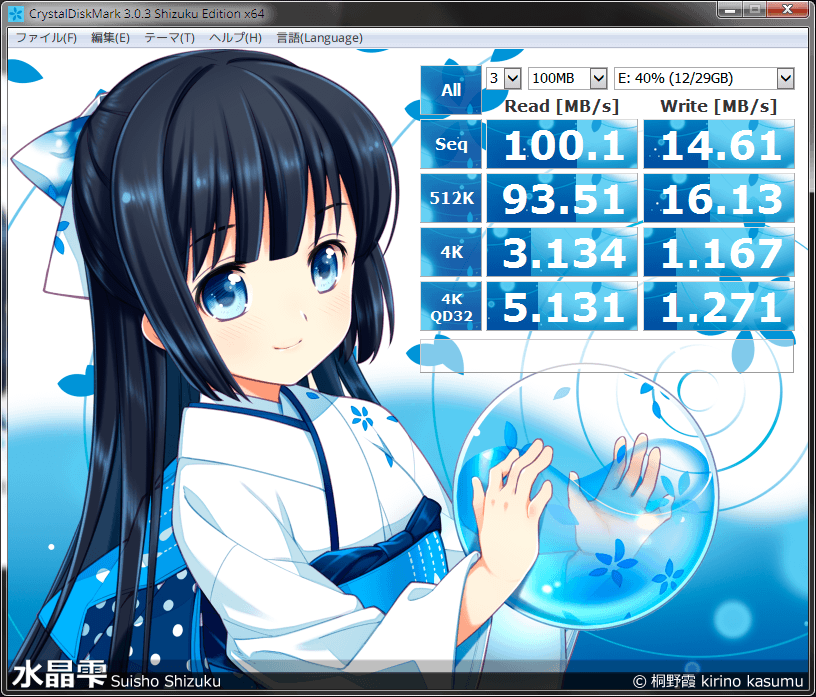 CrystalDiskMark 3.0.3 Shizuku Edition x64
ファイル(F) 編集(E) テーマ(T) ヘルプ(H) 言語(Language)
All 3 100MB E: 40% (12/29GB)
Read [MB/s] Write [MB/s]
Seq 100.1 14.61
512K 93.51 16.13
4K 3.134 1.167
4K QD32 5.131 1.271
水晶雫 Suisho Shizuku
© 桐野霞 kirino kasumu